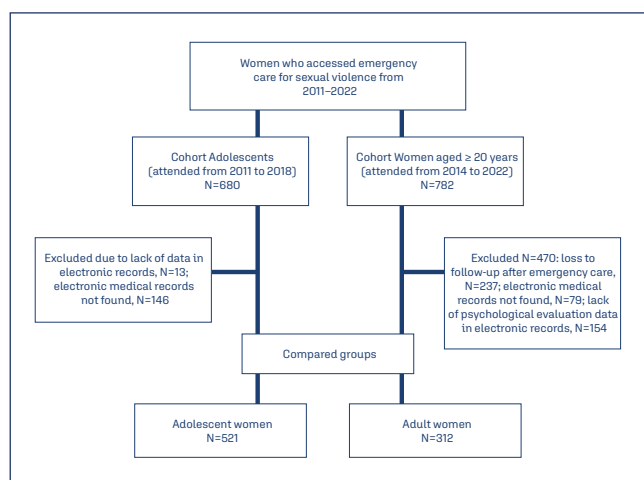 Women who accessed emergency
care for sexual violence from
2011–2022
Cohort Adolescents
(attended from 2011 to 2018)
N=680
Cohort Women aged ≥ 20 years
(attended from 2014 to 2022)
N=782
Excluded due to lack of data in
electronic records, N=13;
electronic medical records
not found, N=146
Excluded N=470: loss to
follow-up after emergency care,
N=237; electronic medical
records not found, N=79; lack
of psychological evaluation data
in electronic records, N=154
Compared groups
Adolescent women
N=521
Adult women
N=312